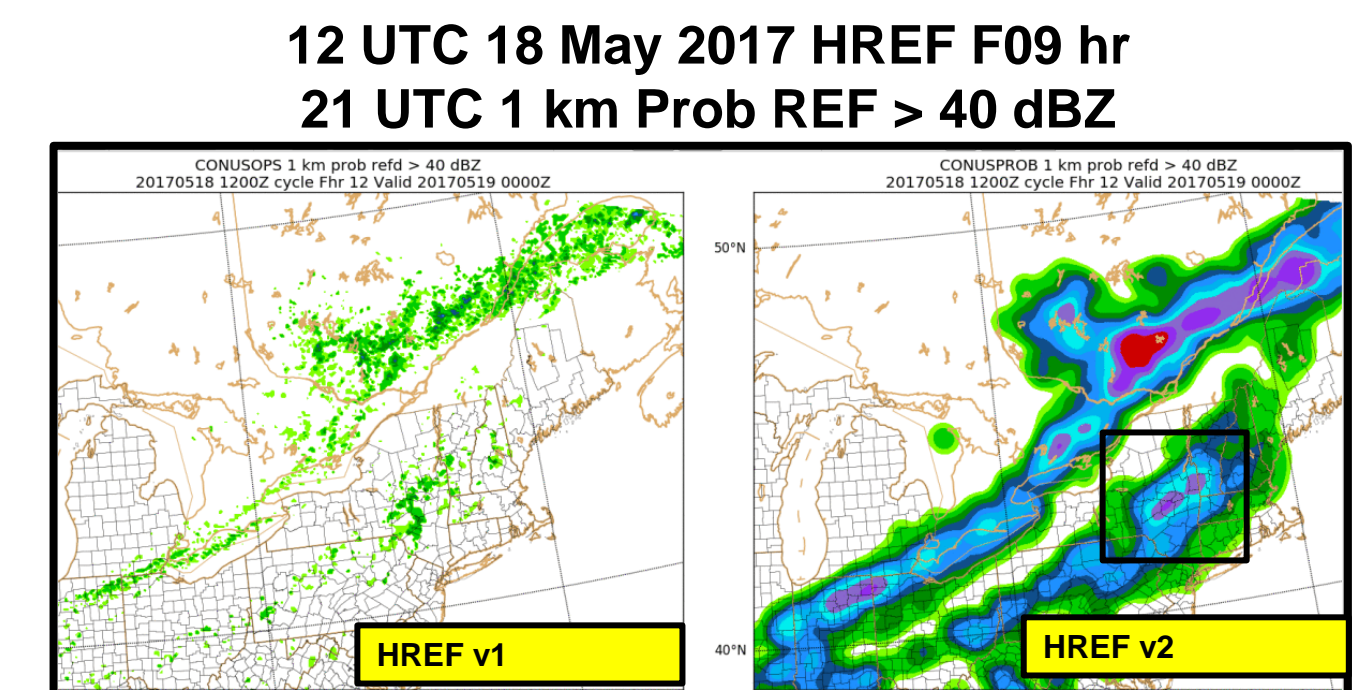 12 UTC 18 May 2017 HREF F09 hr
21 UTC 1 km Prob REF > 40 dBZ
CONUSOPS 1 km prob refd > 40 dBZ
20170518 1200Z cycle Fhr 12 Valid 20170519 0000Z
CONUSPROB 1 km prob refd > 40 dBZ
20170518 1200Z cycle Fhr 12 Valid 20170519 0000Z
50°N
40°N
HREF v1
HREF v2